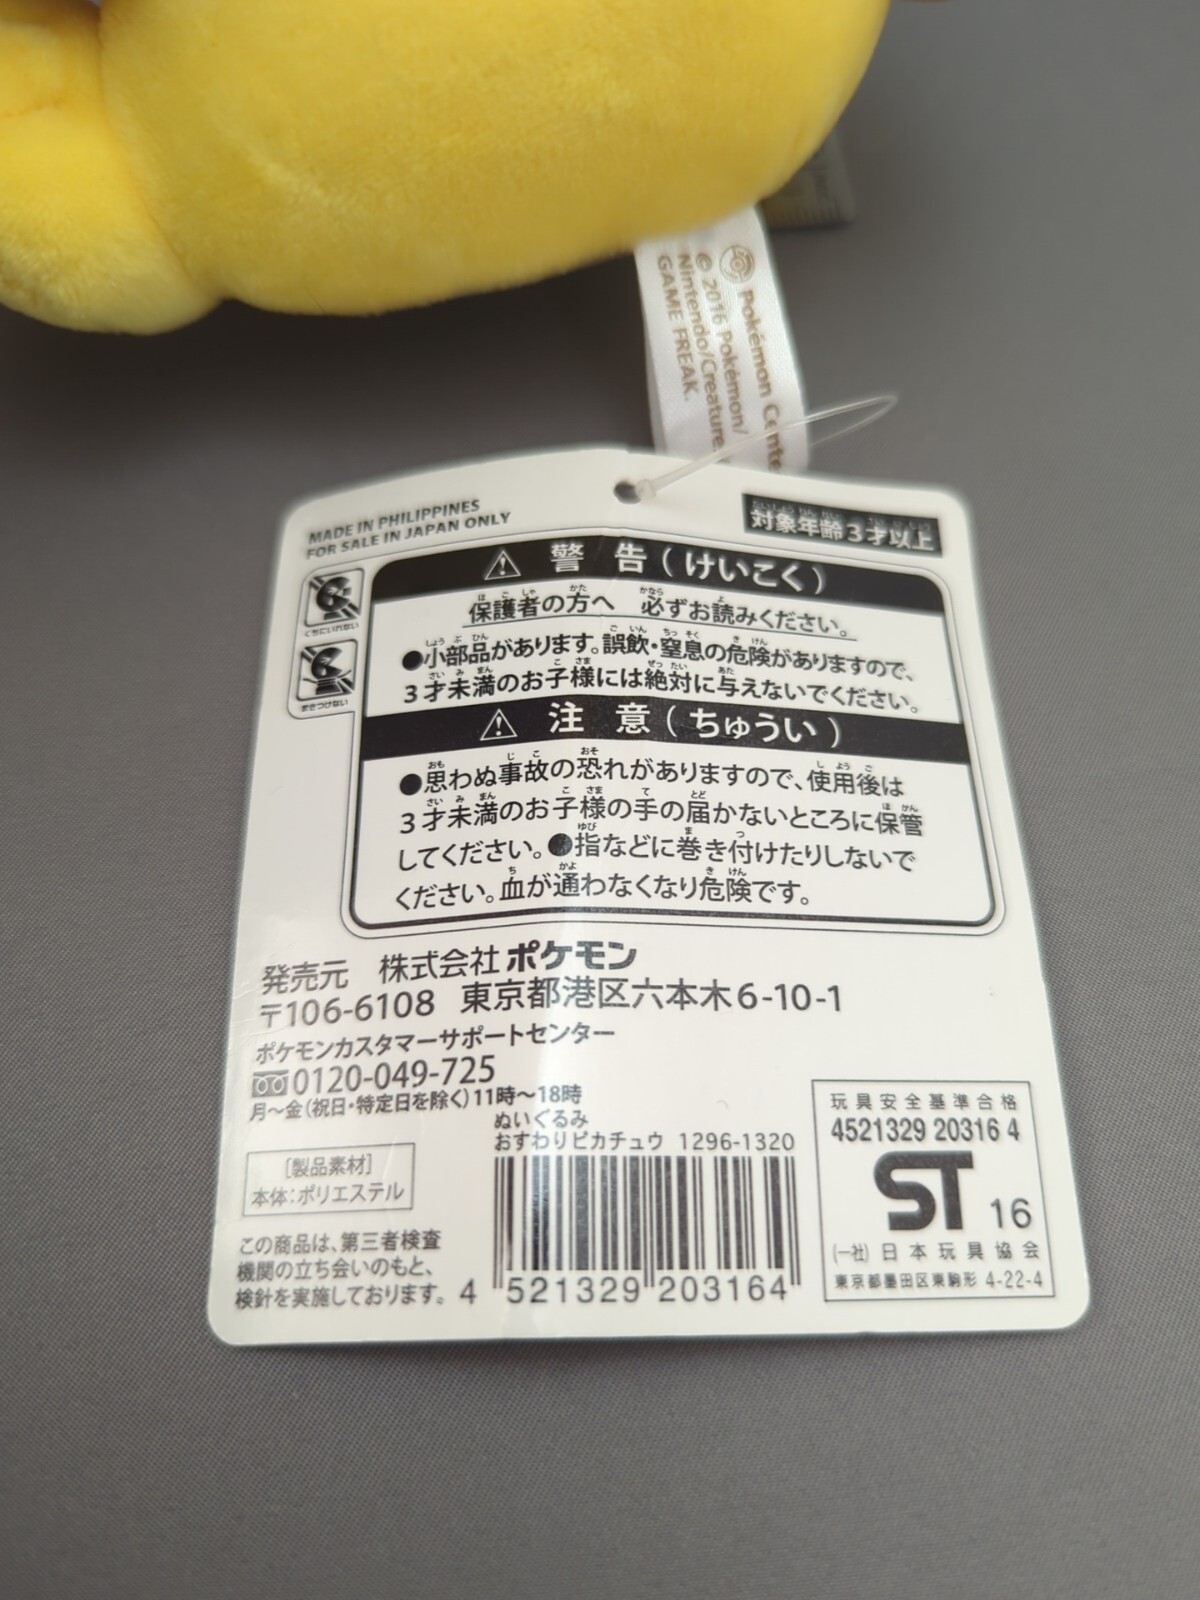 Pokémon Cente
© 2016 Pokémon/
Nintendo/Creature
GAME FREAK.
MADE IN PHILIPPINES
FOR SALE IN JAPAN ONLY
対象年齢3才以上
くちにいれない
まきつけない
警 告(けいこく)
保護者の方へ 必ずお読みください。
●小部品があります。誤飲・窒息の危険がありますので、
3才未満のお子様には絶対に与えないでください。
注 意(ちゅうい)
●思わぬ事故の恐れがありますので、使用後は
3才未満のお子様の手の届かないところに保管
してください。●指などに巻き付けたりしないで
ください。血が通わなくなり危険です。
発売元 株式会社ポケモン
〒106-6108 東京都港区六本木6-10-1
ポケモンカスタマーサポートセンター
0120-049-725
月～金(祝日・特定日を除く)11時～18時
ぬいぐるみ
おすわりピカチュウ 1296-1320
[製品素材]
本体:ポリエステル
この商品は、第三者検査
機関の立ち会いのもと、
検針を実施しております。
4 521329 203164
玩具安全基準合格
4521329 20316 4
ST 16
(一社)日本玩具協会
東京都墨田区東駒形 4-22-4